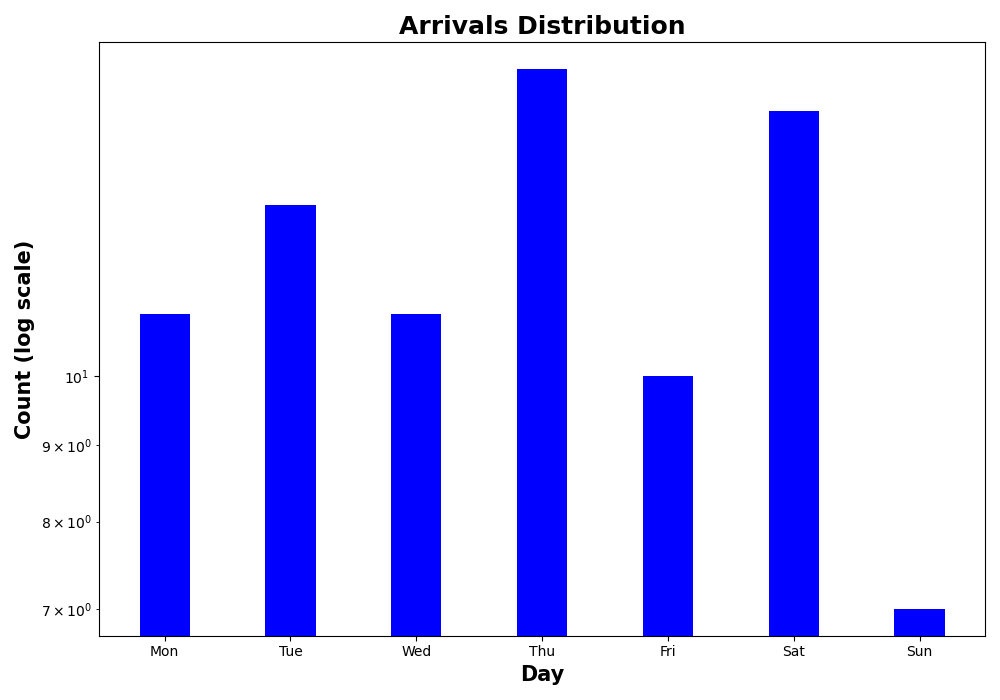 Arrivals Distribution
Count (log scale)
10¹
9 × 10⁰
8 × 10⁰
7 × 10⁰
Mon Tue Wed Thu Fri Sat Sun
Day